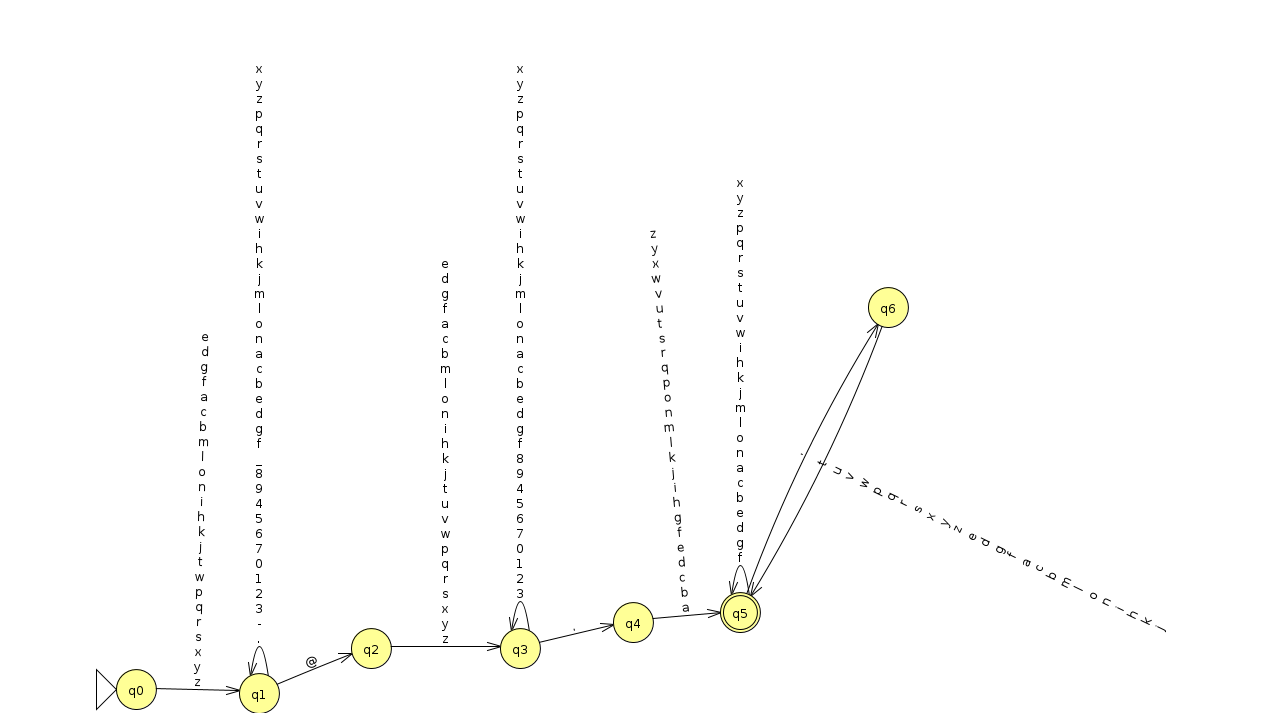 e d g f a c b m l o n i h k j t w p q r s x y z
x y z p q r s t u v w i h k j m l o n a c b e d g f _ 8 9 4 5 6 7 0 1 2 3 - .
@
e d g f a c b m l o n i h k j t u v w p q r s x y z
x y z p q r s t u v w i h k j m l o n a c b e d g f 8 9 4 5 6 7 0 1 2 3
.
z y x w v u t s r q p o n m l k j i h g f e d c b a
x y z p q r s t u v w i h k j m l o n a c b e d g f
.
t u v w p q r s x y z e d g f a c b m l o n i h k j
q0
q1
q2
q3
q4
q5
q6